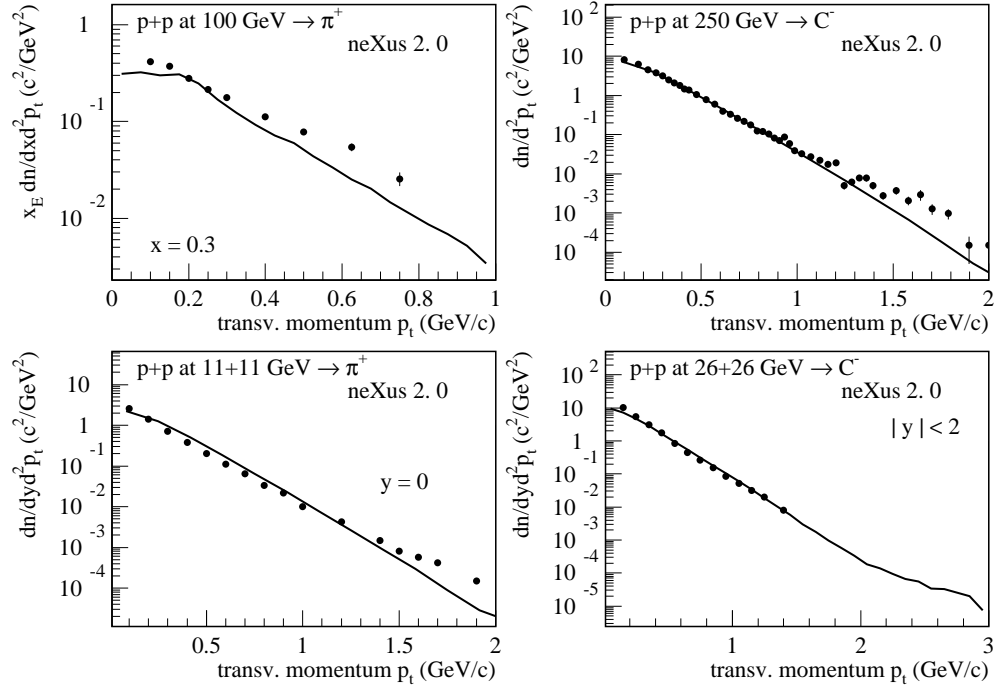 p+p at 100 GeV → π⁺
neXus 2. 0
x = 0.3
x_E dn/dxd²p_t (c²/GeV²)
1
10⁻¹
10⁻²
0 0.2 0.4 0.6 0.8 1
transv. momentum p_t (GeV/c)
p+p at 250 GeV → C⁻
neXus 2. 0
dn/d²p_t (c²/GeV²)
10²
10
1
10⁻¹
10⁻²
10⁻³
10⁻⁴
0 0.5 1 1.5 2
transv. momentum p_t (GeV/c)
p+p at 11+11 GeV → π⁺
neXus 2. 0
y = 0
dn/dyd²p_t (c²/GeV²)
10
1
10⁻¹
10⁻²
10⁻³
10⁻⁴
0.5 1 1.5 2
transv. momentum p_t (GeV/c)
p+p at 26+26 GeV → C⁻
neXus 2. 0
| y | < 2
dn/dyd²p_t (c²/GeV²)
10²
10
1
10⁻¹
10⁻²
10⁻³
10⁻⁴
10⁻⁵
1 2 3
transv. momentum p_t (GeV/c)